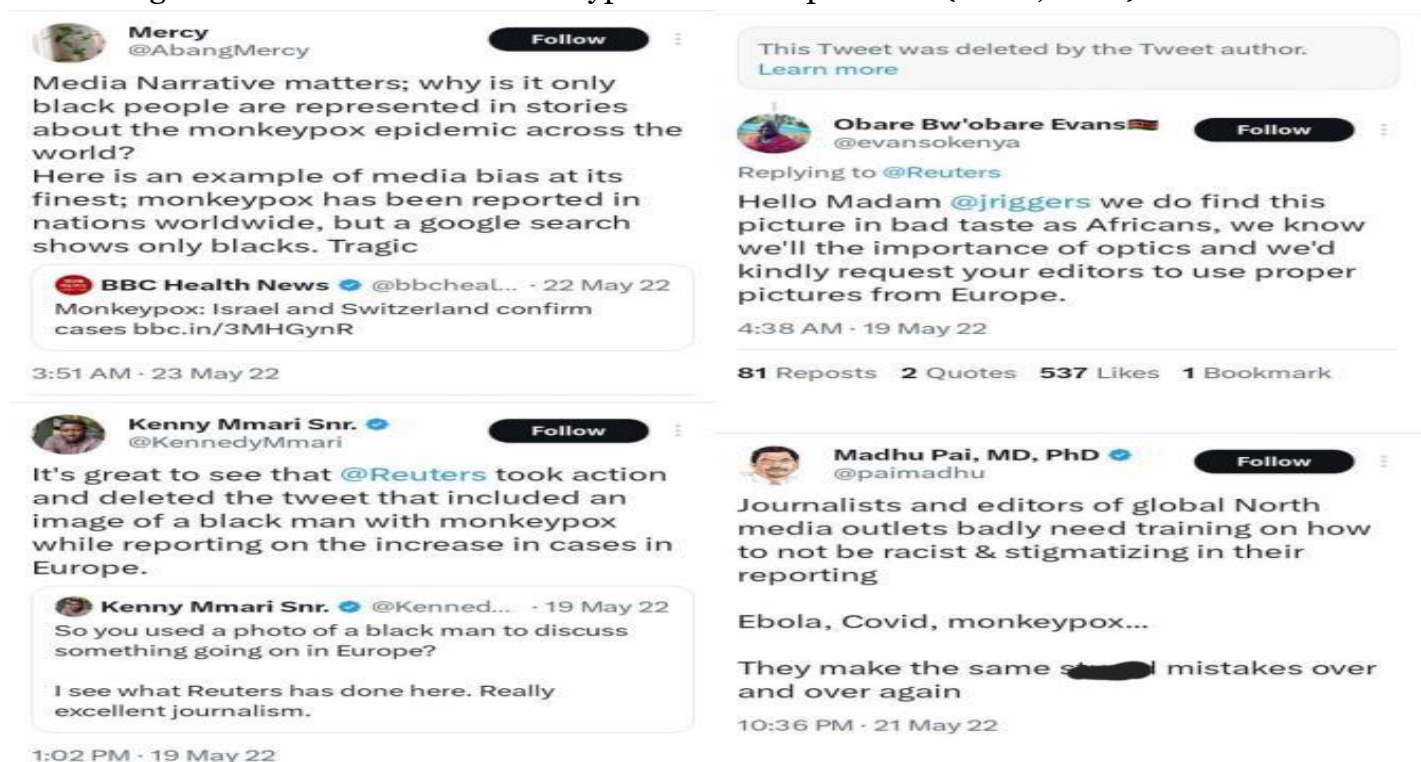 Mercy
@AbangMercy
Follow
Media Narrative matters; why is it only
black people are represented in stories
about the monkeypox epidemic across the
world?
Here is an example of media bias at its
finest; monkeypox has been reported in
nations worldwide, but a google search
shows only blacks. Tragic
BBC Health News @bbcheal... · 22 May 22
Monkeypox: Israel and Switzerland confirm
cases bbc.in/3MHGynR
3:51 AM · 23 May 22
Kenny Mmari Snr.
@KennedyMmari
Follow
It's great to see that @Reuters took action
and deleted the tweet that included an
image of a black man with monkeypox
while reporting on the increase in cases in
Europe.
Kenny Mmari Snr. @Kenned... · 19 May 22
So you used a photo of a black man to discuss
something going on in Europe?
I see what Reuters has done here. Really
excellent journalism.
1:02 PM · 19 May 22
This Tweet was deleted by the Tweet author.
Learn more
Obare Bw'obare Evans
@evansokenya
Follow
Replying to @Reuters
Hello Madam @jriggers we do find this
picture in bad taste as Africans, we know
we'll the importance of optics and we'd
kindly request your editors to use proper
pictures from Europe.
4:38 AM · 19 May 22
81 Reposts 2 Quotes 537 Likes 1 Bookmark
Madhu Pai, MD, PhD
@paimadhu
Follow
Journalists and editors of global North
media outlets badly need training on how
to not be racist & stigmatizing in their
reporting
Ebola, Covid, monkeypox...
They make the same mistakes over
and over again
10:36 PM · 21 May 22